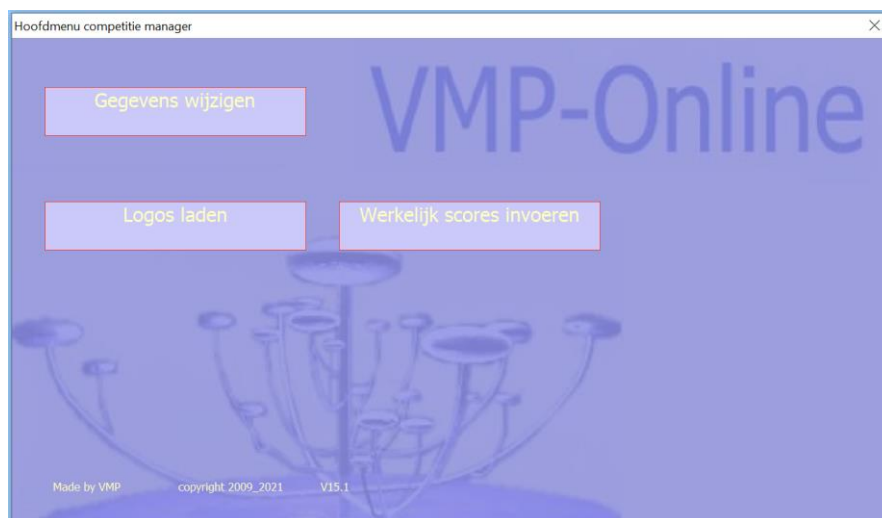 Hoofdmenu competitie manager
VMP-Online
Gegevens wijzigen
Logos laden
Werkelijk scores invoeren
Made by VMP copyright 2009_2021 V15.1